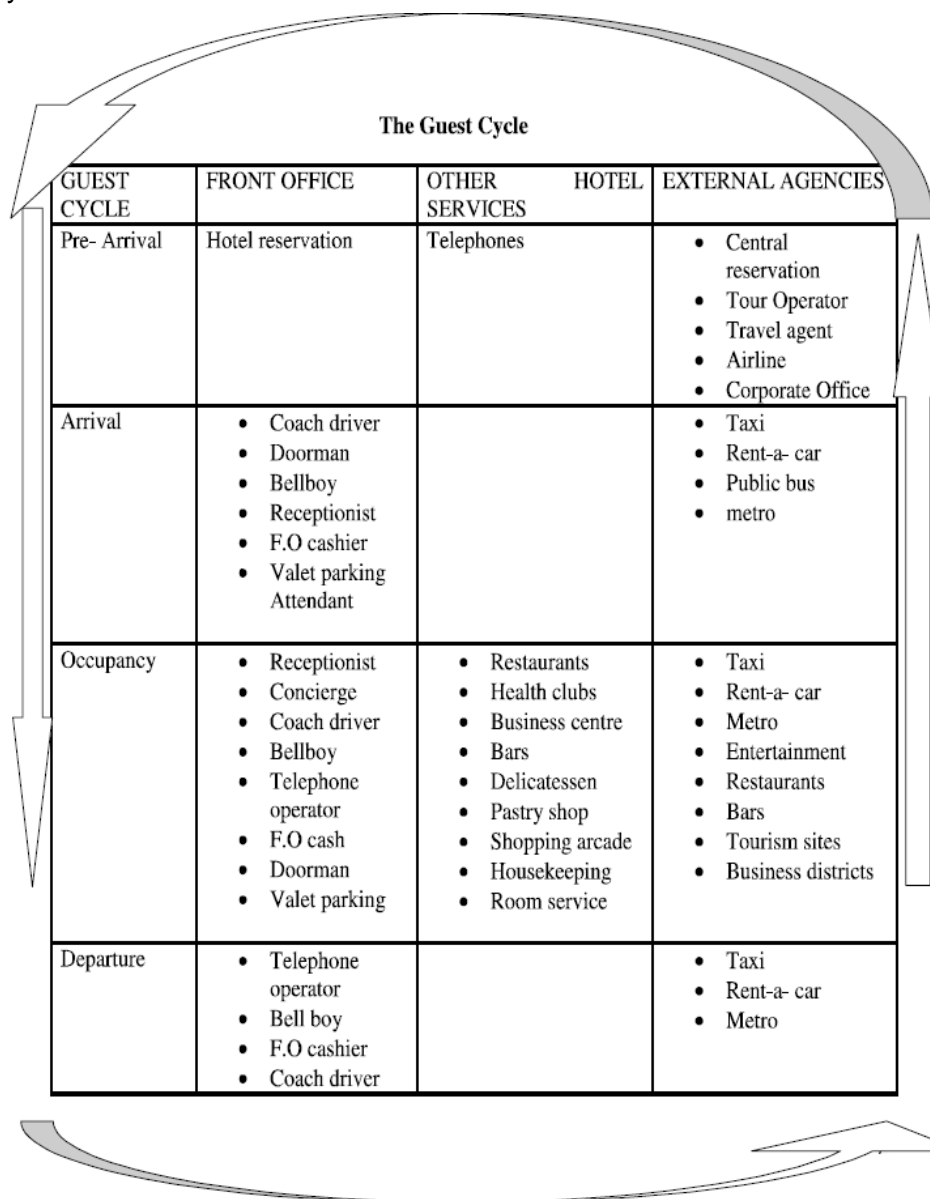 The Guest Cycle
GUEST CYCLE
FRONT OFFICE
OTHER HOTEL SERVICES
EXTERNAL AGENCIES
Pre- Arrival
Hotel reservation
Telephones
• Central
reservation
• Tour Operator
• Travel agent
• Airline
• Corporate Office
Arrival
• Coach driver
• Doorman
• Bellboy
• Receptionist
• F.O cashier
• Valet parking
Attendant
• Taxi
• Rent-a- car
• Public bus
• metro
Occupancy
• Receptionist
• Concierge
• Coach driver
• Bellboy
• Telephone
operator
• F.O cash
• Doorman
• Valet parking
• Restaurants
• Health clubs
• Business centre
• Bars
• Delicatessen
• Pastry shop
• Shopping arcade
• Housekeeping
• Room service
• Taxi
• Rent-a- car
• Metro
• Entertainment
• Restaurants
• Bars
• Tourism sites
• Business districts
Departure
• Telephone
operator
• Bell boy
• F.O cashier
• Coach driver
• Taxi
• Rent-a- car
• Metro